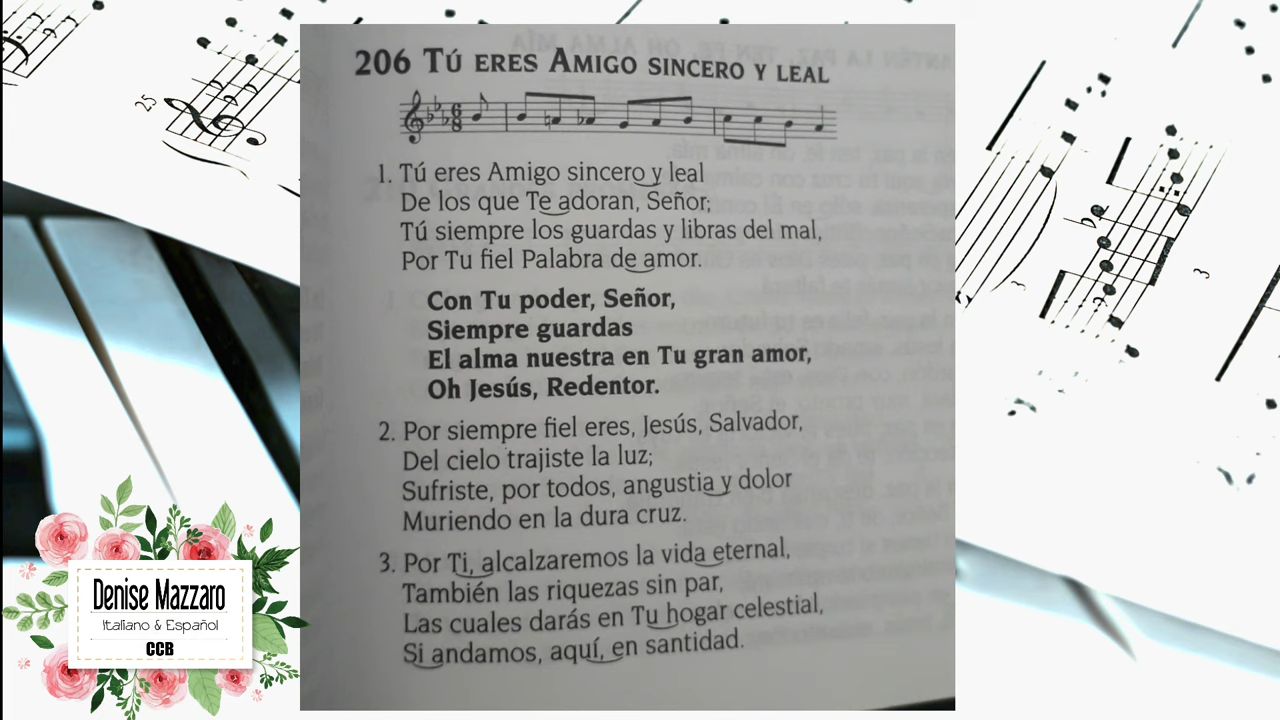 206 TÚ ERES AMIGO SINCERO Y LEAL
1. Tú eres Amigo sincero y leal
De los que Te adoran, Señor;
Tú siempre los guardas y libras del mal,
Por Tu fiel Palabra de amor.
Con Tu poder, Señor,
Siempre guardas
El alma nuestra en Tu gran amor,
Oh Jesús, Redentor.
2. Por siempre fiel eres, Jesús, Salvador,
Del cielo trajiste la luz;
Sufriste, por todos, angustia y dolor
Muriendo en la dura cruz.
3. Por Ti, alcalzaremos la vida eternal,
También las riquezas sin par,
Las cuales darás en Tu hogar celestial,
Si andamos, aquí, en santidad.
Denise Mazzaro
Italiano & Español
CCB
25
3
3